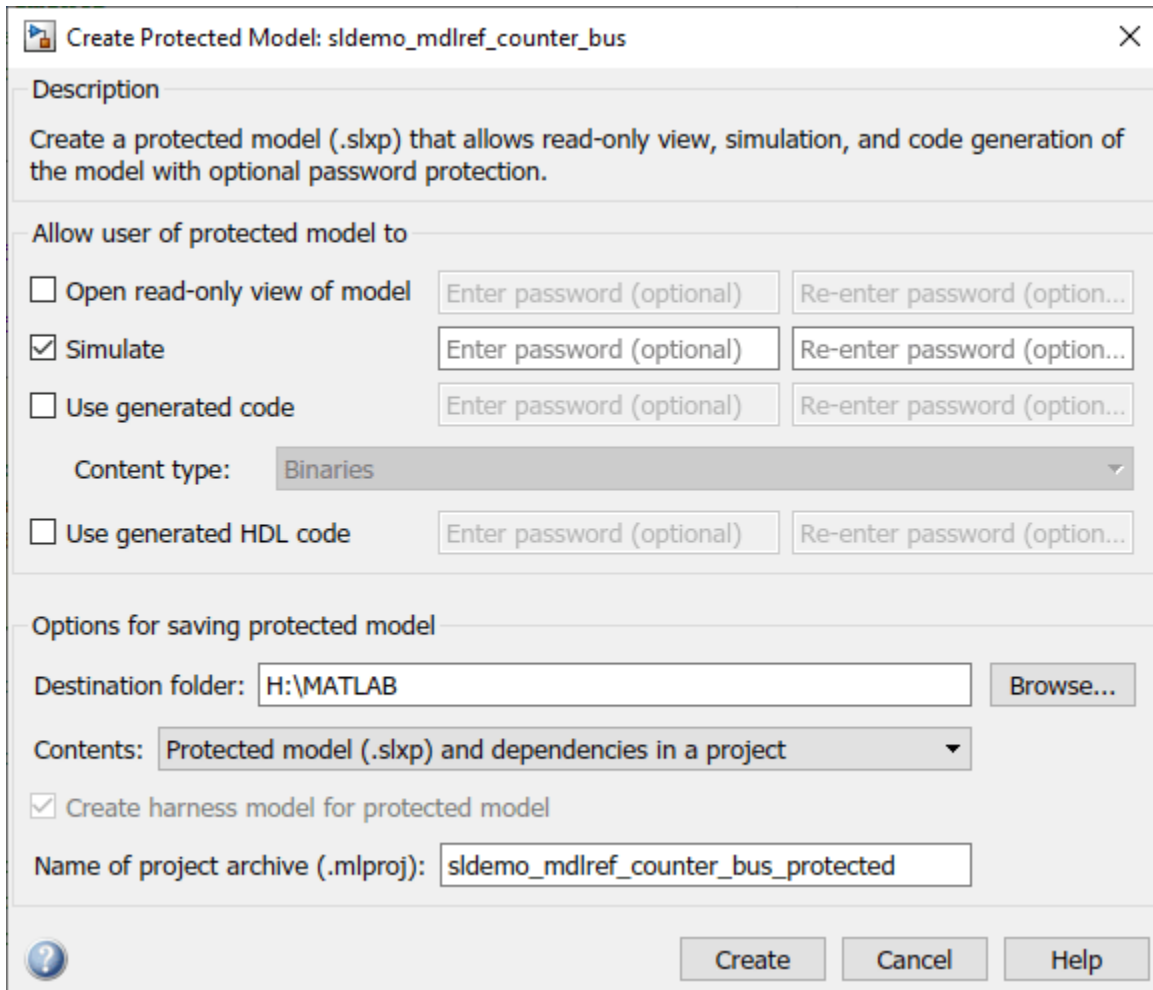 Create Protected Model: sldemo_mdlref_counter_bus
Description
Create a protected model (.slxp) that allows read-only view, simulation, and code generation of
the model with optional password protection.
Allow user of protected model to
Open read-only view of model Enter password (optional) Re-enter password (option...
Simulate Enter password (optional) Re-enter password (option...
Use generated code Enter password (optional) Re-enter password (option...
Content type: Binaries
Use generated HDL code Enter password (optional) Re-enter password (option...
Options for saving protected model
Destination folder: H:\MATLAB Browse...
Contents: Protected model (.slxp) and dependencies in a project
Create harness model for protected model
Name of project archive (.mlproj): sldemo_mdlref_counter_bus_protected
? Create Cancel Help